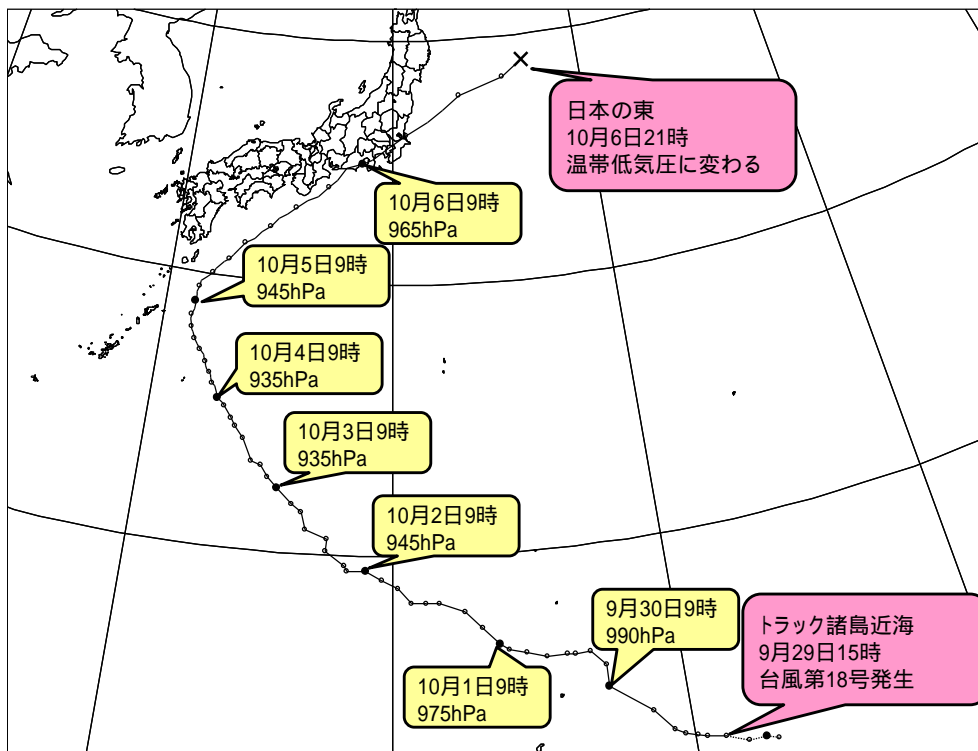 日本の東
10月6日21時
温帯低気圧に変わる
10月6日9時
965hPa
10月5日9時
945hPa
10月4日9時
935hPa
10月3日9時
935hPa
10月2日9時
945hPa
9月30日9時
990hPa
トラック諸島近海
9月29日15時
台風第18号発生
10月1日9時
975hPa